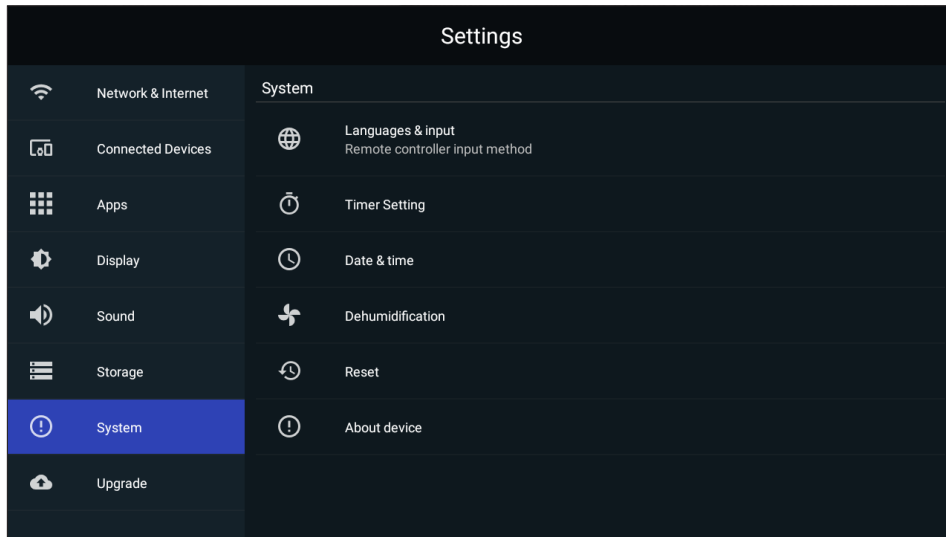 Settings
Network & Internet
Connected Devices
Apps
Display
Sound
Storage
System
Upgrade
System
Languages & input
Remote controller input method
Timer Setting
Date & time
Dehumidification
Reset
About device